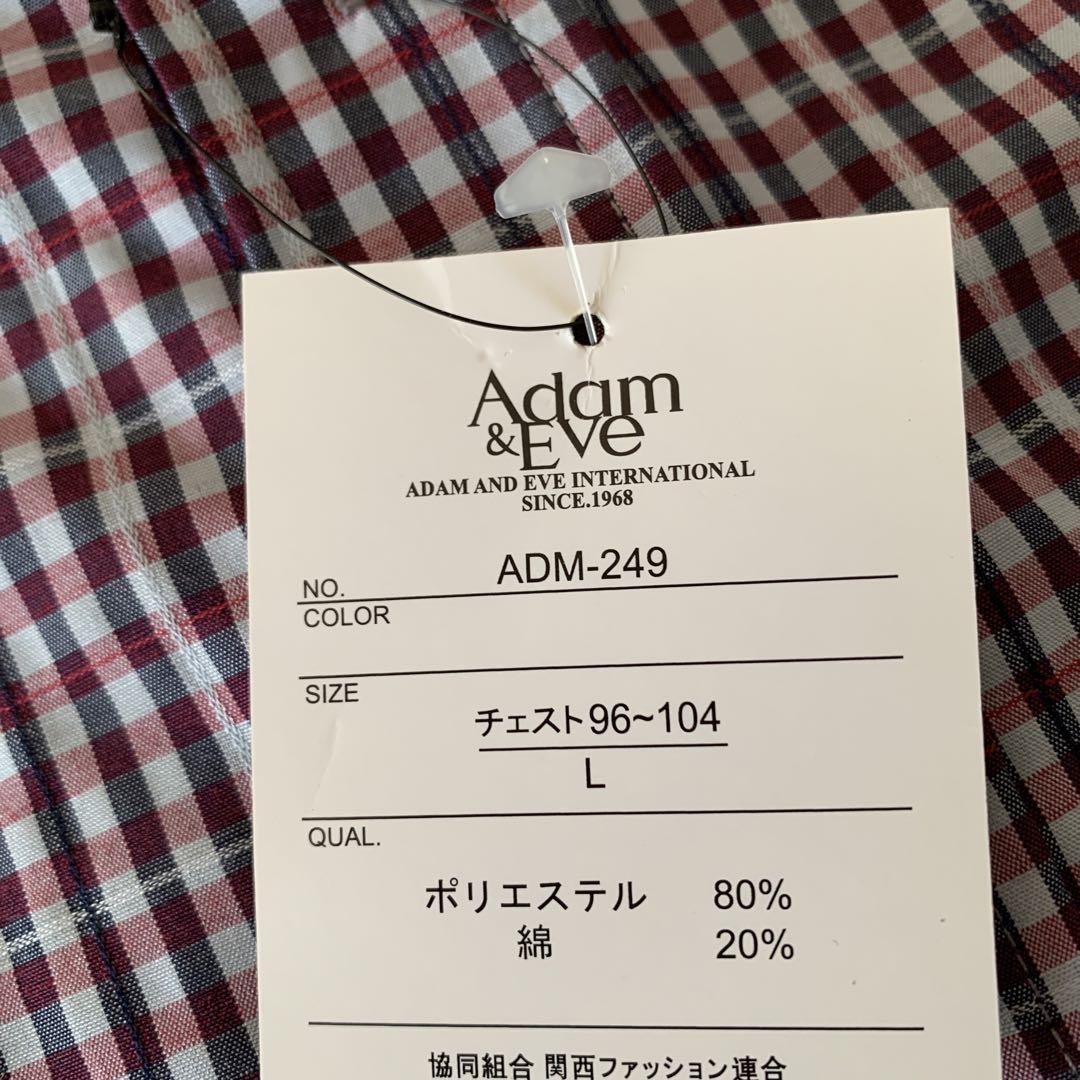 Adam
&Eve
ADAM AND EVE INTERNATIONAL
SINCE.1968
NO. ADM-249
COLOR
SIZE
チェスト96~104
L
QUAL.
ポリエステル 80%
綿 20%
協同組合 関西ファッション連合